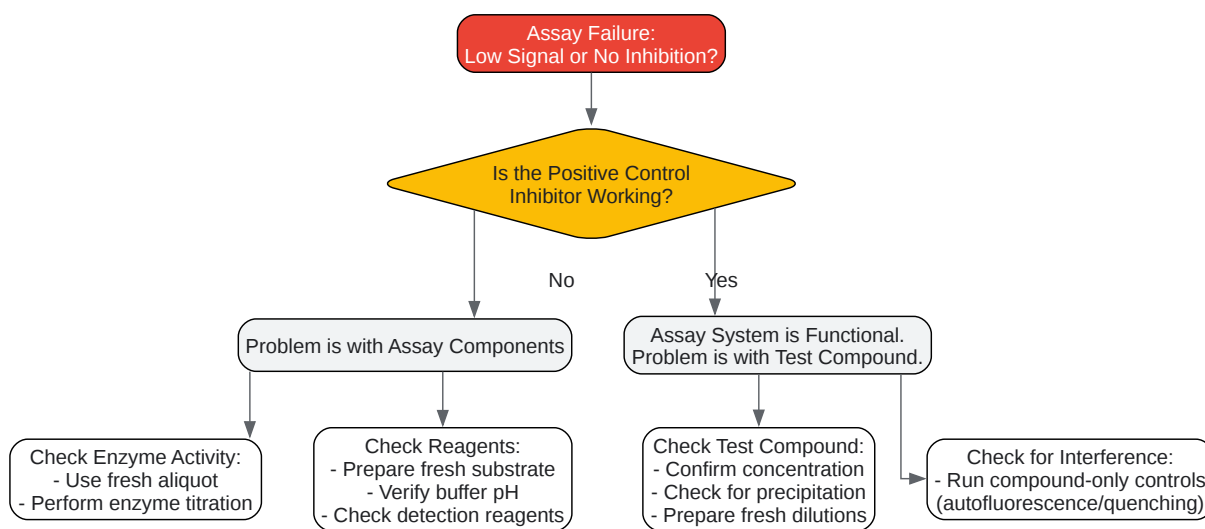 Assay Failure:
Low Signal or No Inhibition?
Is the Positive Control
Inhibitor Working?
No
Yes
Problem is with Assay Components
Assay System is Functional.
Problem is with Test Compound.
Check Enzyme Activity:
- Use fresh aliquot
- Perform enzyme titration
Check Reagents:
- Prepare fresh substrate
- Verify buffer pH
- Check detection reagents
Check Test Compound:
- Confirm concentration
- Check for precipitation
- Prepare fresh dilutions
Check for Interference:
- Run compound-only controls
(autofluorescence/quenching)